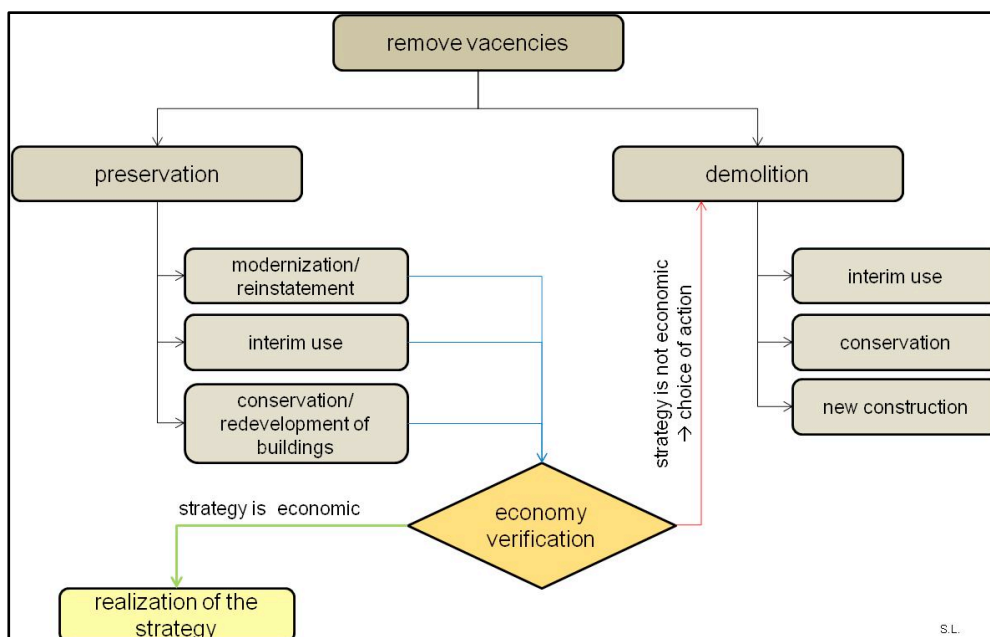 remove vacencies
preservation
demolition
modernization/
reinstatement
interim use
conservation/
redevelopment of
buildings
strategy is not economic
→ choice of action
interim use
conservation
new construction
strategy is economic
economy
verification
realization of the
strategy
S.L.